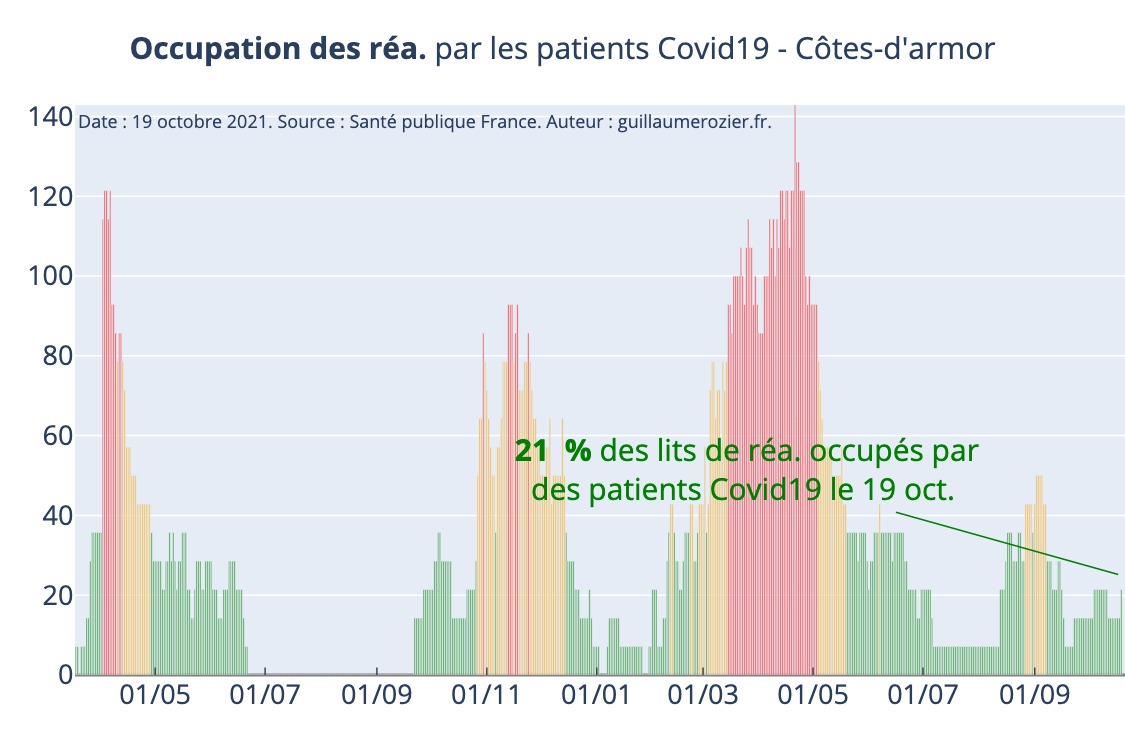 Occupation des réa. par les patients Covid19 - Côtes-d'armor
140
Date : 19 octobre 2021. Source : Santé publique France. Auteur : guillaumerozier.fr.
120
100
80
60
21 % des lits de réa. occupés par
des patients Covid19 le 19 oct.
40
20
0
01/05 01/07 01/09 01/11 01/01 01/03 01/05 01/07 01/09